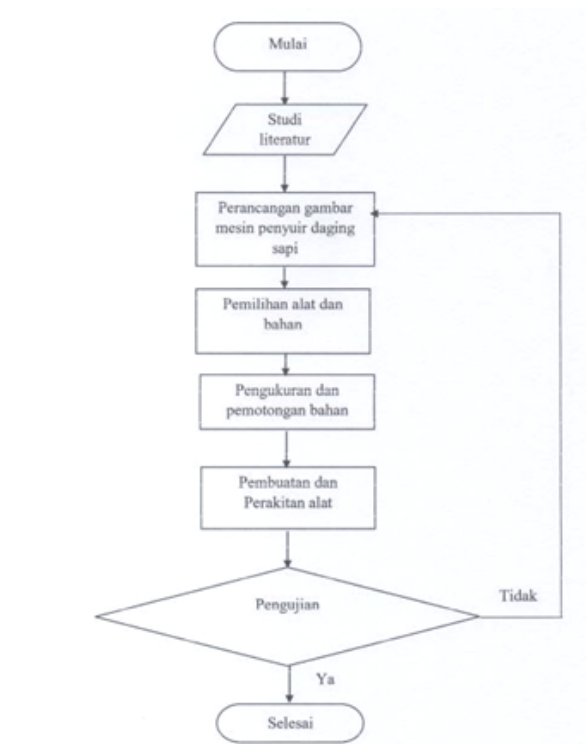 Mulai
Studi
literatur
Perancangan gambar
mesin penyuir daging
sapi
Pemilihan alat dan
bahan
Pengukuran dan
pemotongan bahan
Pembuatan dan
Perakitan alat
Pengujian
Tidak
Ya
Selesai